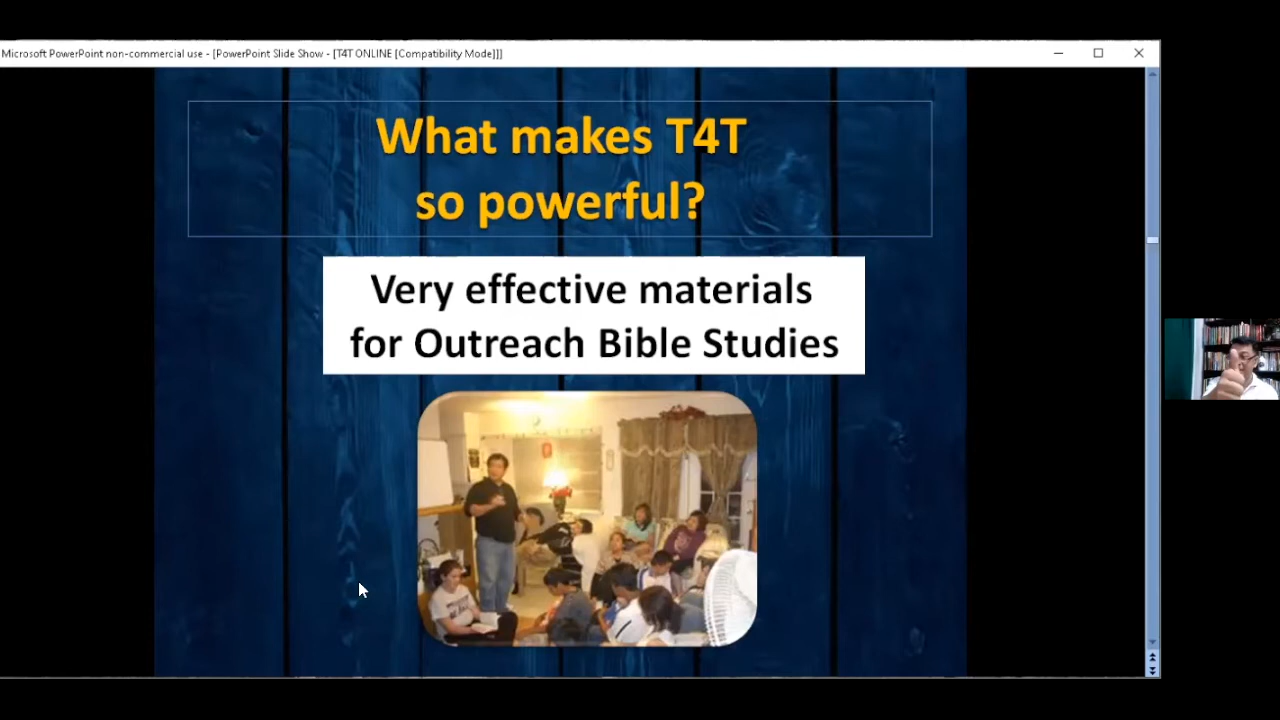 Microsoft PowerPoint non-commercial use - [PowerPoint Slide Show - [T4T ONLINE [Compatibility Mode]]]
What makes T4T
so powerful?
Very effective materials
for Outreach Bible Studies